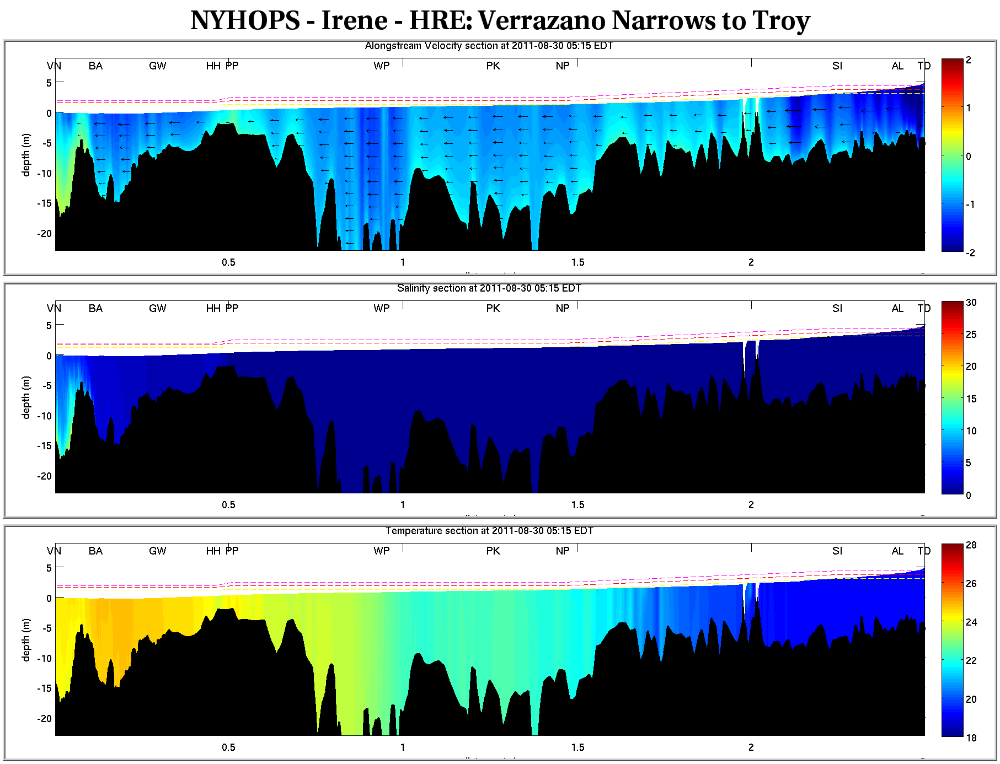 NYHOPS - Irene - HRE: Verrazano Narrows to Troy
Alongstream Velocity section at 2011-08-30 05:15 EDT
VN BA GW HH PP WP PK NP SI AL TD
5
0
-5
-10
-15
-20
depth (m)
0.5 1 1.5 2
2
1
0
-1
-2
Salinity section at 2011-08-30 05:15 EDT
VN BA GW HH PP WP PK NP SI AL TD
5
0
-5
-10
-15
-20
depth (m)
0.5 1 1.5 2
30
25
20
15
10
5
0
Temperature section at 2011-08-30 05:15 EDT
VN BA GW HH PP WP PK NP SI AL TD
5
0
-5
-10
-15
-20
depth (m)
0.5 1 1.5 2
28
26
24
22
20
18